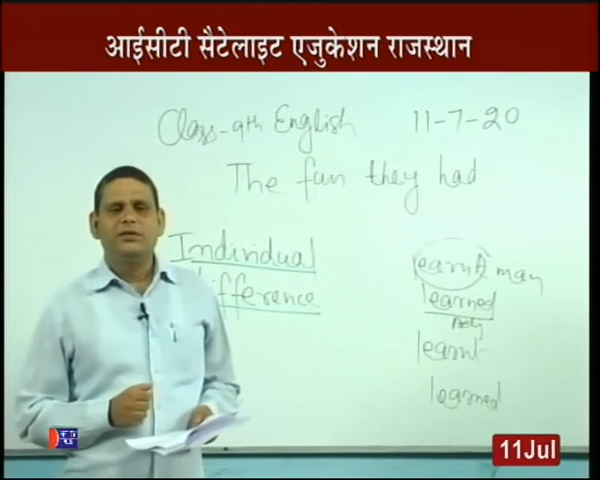 आईसीटी सैटेलाइट एजुकेशन राजस्थान
Class-9th English 11-7-20
The fun they had
Individual
difference
learn A man
learned
learnt
learned
11Jul